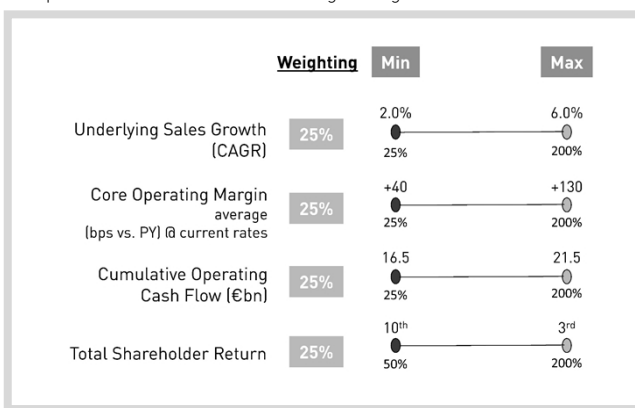 Weighting Min Max
2.0% 6.0%
Underlying Sales Growth
(CAGR)
25%
25% 200%
+40 +130
Core Operating Margin
average
(bps vs. PY) @ current rates
25%
25% 200%
16.5 21.5
Cumulative Operating
Cash Flow (€bn)
25%
25% 200%
10th 3rd
Total Shareholder Return 25%
50% 200%